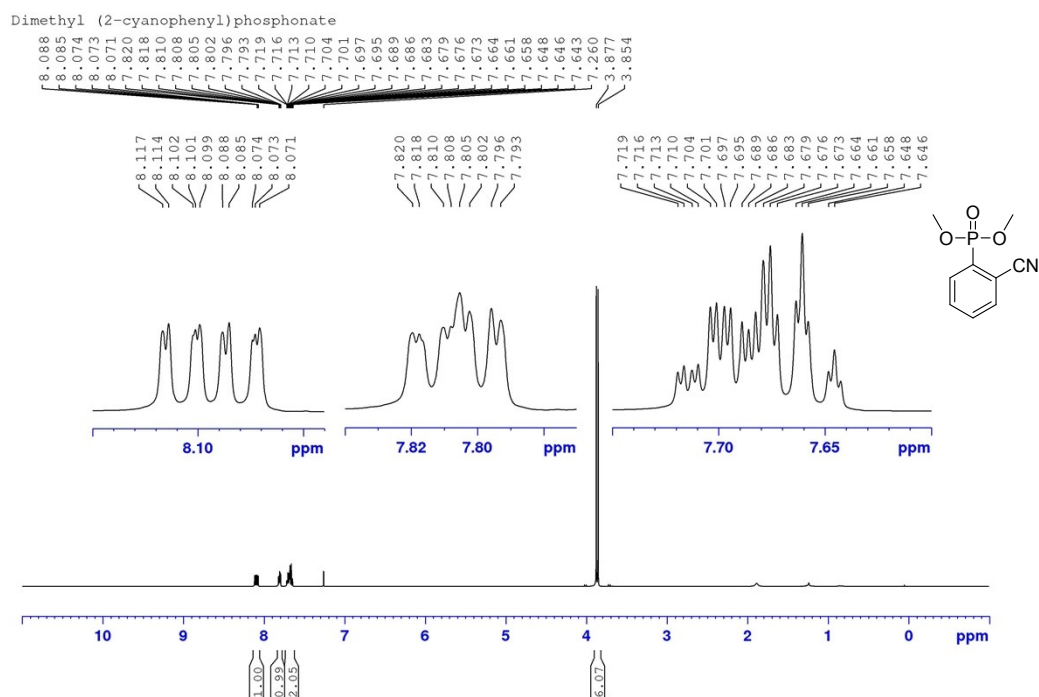 Dimethyl (2-cyanophenyl)phosphonate
8.088 8.085 8.074 8.073 8.071 7.820 7.818 7.810 7.808 7.805 7.802 7.796 7.793 7.719 7.716 7.713 7.710 7.704 7.701 7.697 7.695 7.689 7.686 7.683 7.679 7.676 7.673 7.664 7.661 7.658 7.648 7.646 7.643 7.260 3.877 3.854
8.117 8.114 8.102 8.101 8.099 8.088 8.085 8.074 8.073 8.071
7.820 7.818 7.810 7.808 7.805 7.802 7.796 7.793
7.719 7.716 7.713 7.710 7.704 7.701 7.697 7.695 7.689 7.686 7.683 7.679 7.676 7.673 7.664 7.661 7.658 7.648 7.646
O
O P O
CN
8.10 ppm
7.82 7.80 ppm
7.70 7.65 ppm
10 9 8 7 6 5 4 3 2 1 0 ppm
1.00 0.99 2.05 6.07